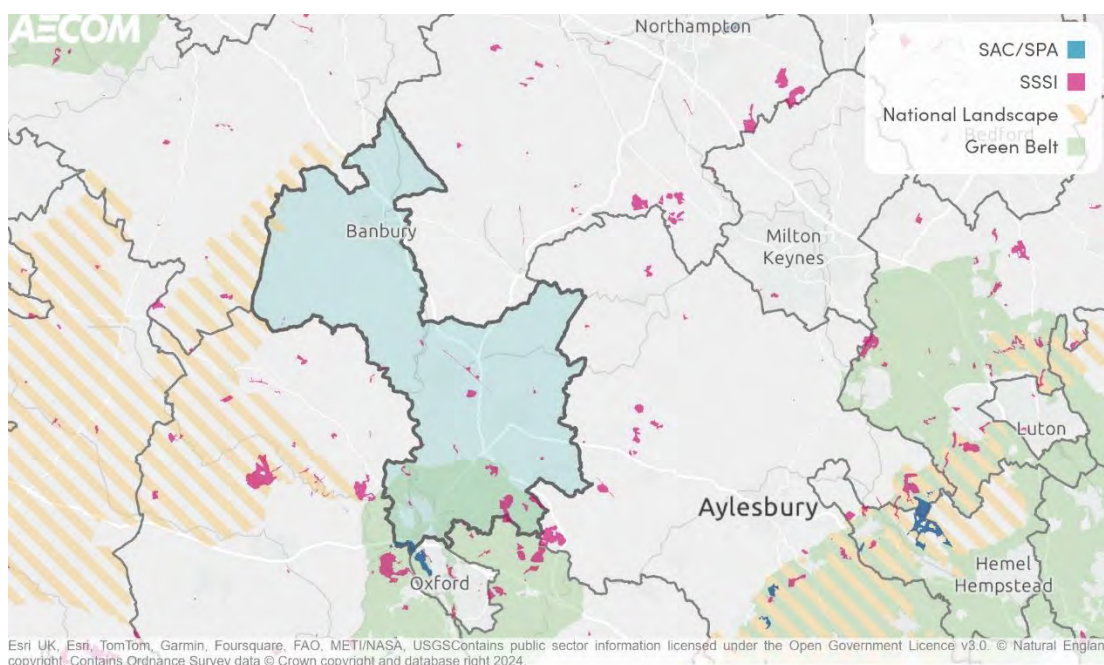 AECOM
Northampton
SAC/SPA
SSSI
National Landscape
Bedford
Green Belt
Banbury
Milton
Keynes
Luton
Aylesbury
Oxford
Hemel
Hempstead
Esri UK, Esri, TomTom, Garmin, Foursquare, FAO, METI/NASA, USGSContains public sector information licensed under the Open Government Licence v3.0. © Natural Englan
copyright. Contains Ordnance Survey data © Crown copyright and database right 2024